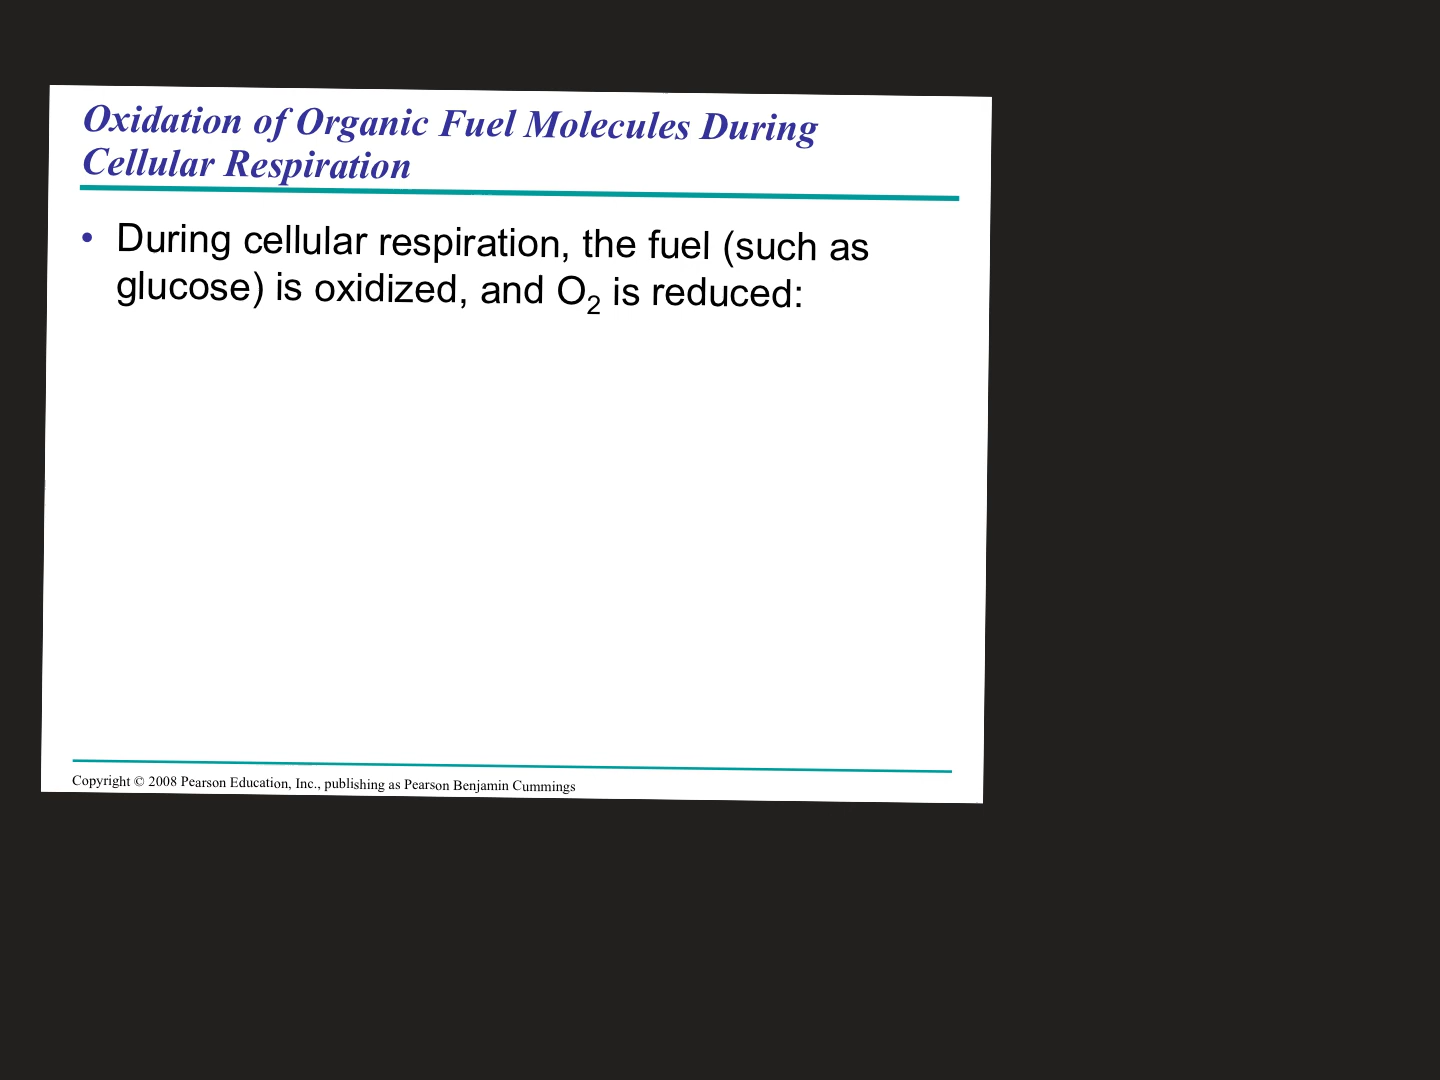 Oxidation of Organic Fuel Molecules During
Cellular Respiration
• During cellular respiration, the fuel (such as
glucose) is oxidized, and O₂ is reduced:
Copyright © 2008 Pearson Education, Inc., publishing as Pearson Benjamin Cummings